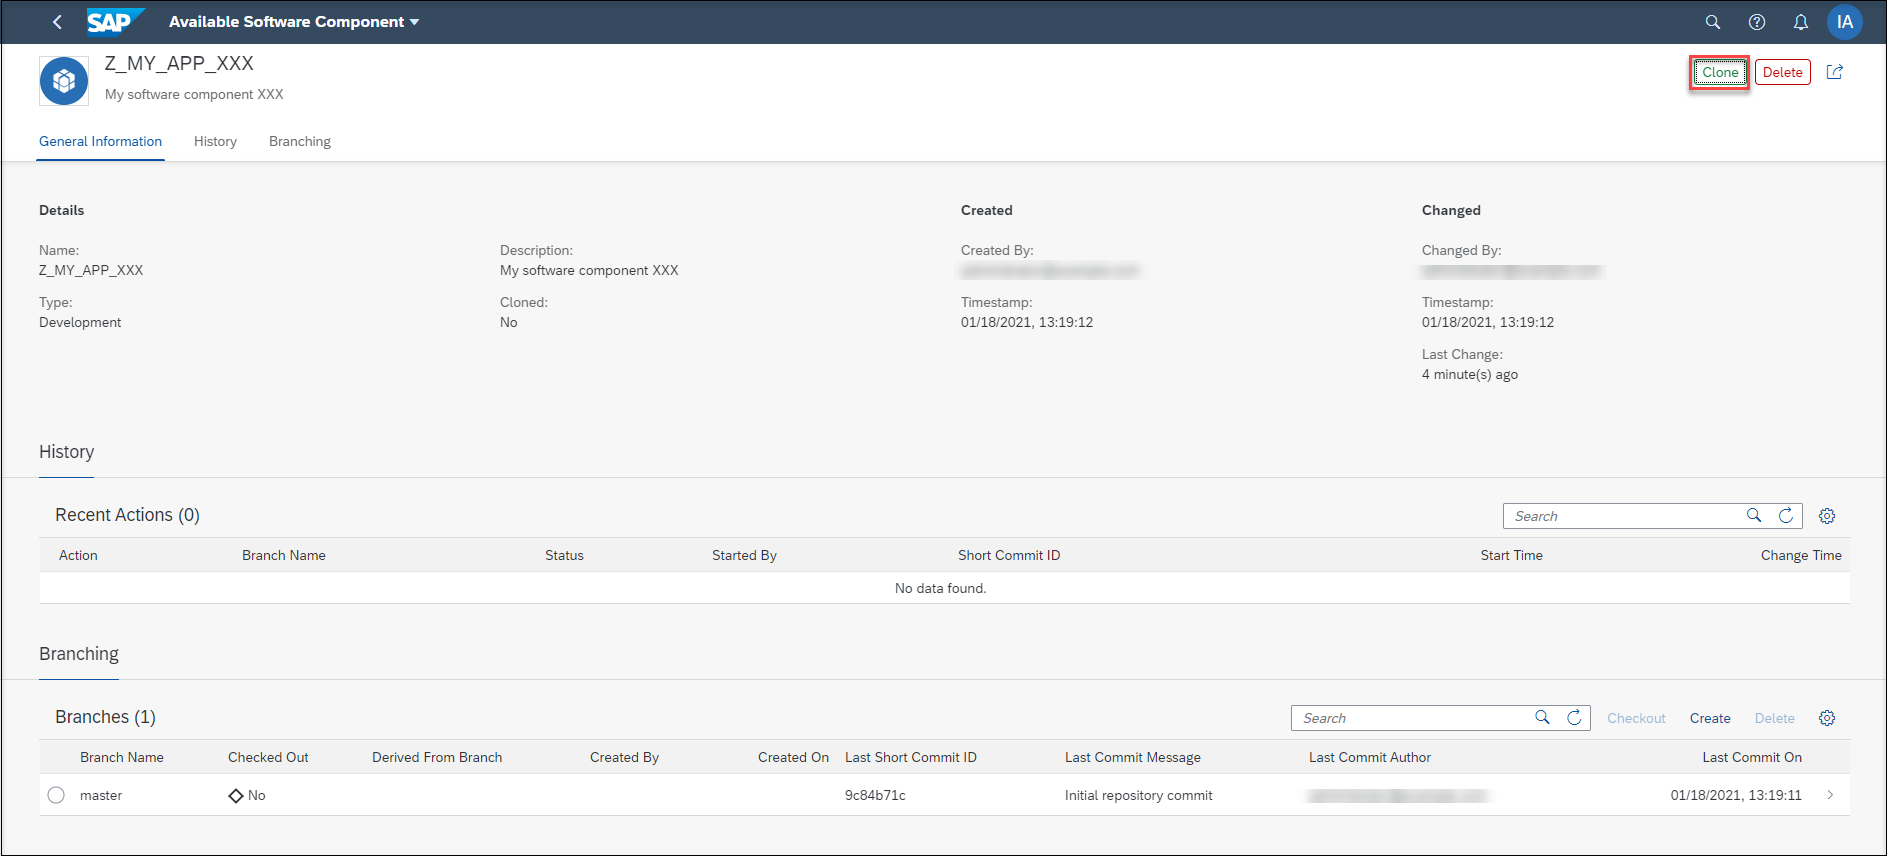 SAP Available Software Component
IA
Z_MY_APP_XXX
My software component XXX
Clone Delete
General Information History Branching
Details Created Changed
Name: Description: Created By: Changed By:
Z_MY_APP_XXX My software component XXX
Type: Cloned: Timestamp: Timestamp:
Development No 01/18/2021, 13:19:12 01/18/2021, 13:19:12
Last Change:
4 minute(s) ago
History
Recent Actions (0) Search
Action Branch Name Status Started By Short Commit ID Start Time Change Time
No data found.
Branching
Branches (1) Search Checkout Create Delete
Branch Name Checked Out Derived From Branch Created By Created On Last Short Commit ID Last Commit Message Last Commit Author Last Commit On
master No 9c84b71c Initial repository commit 01/18/2021, 13:19:11